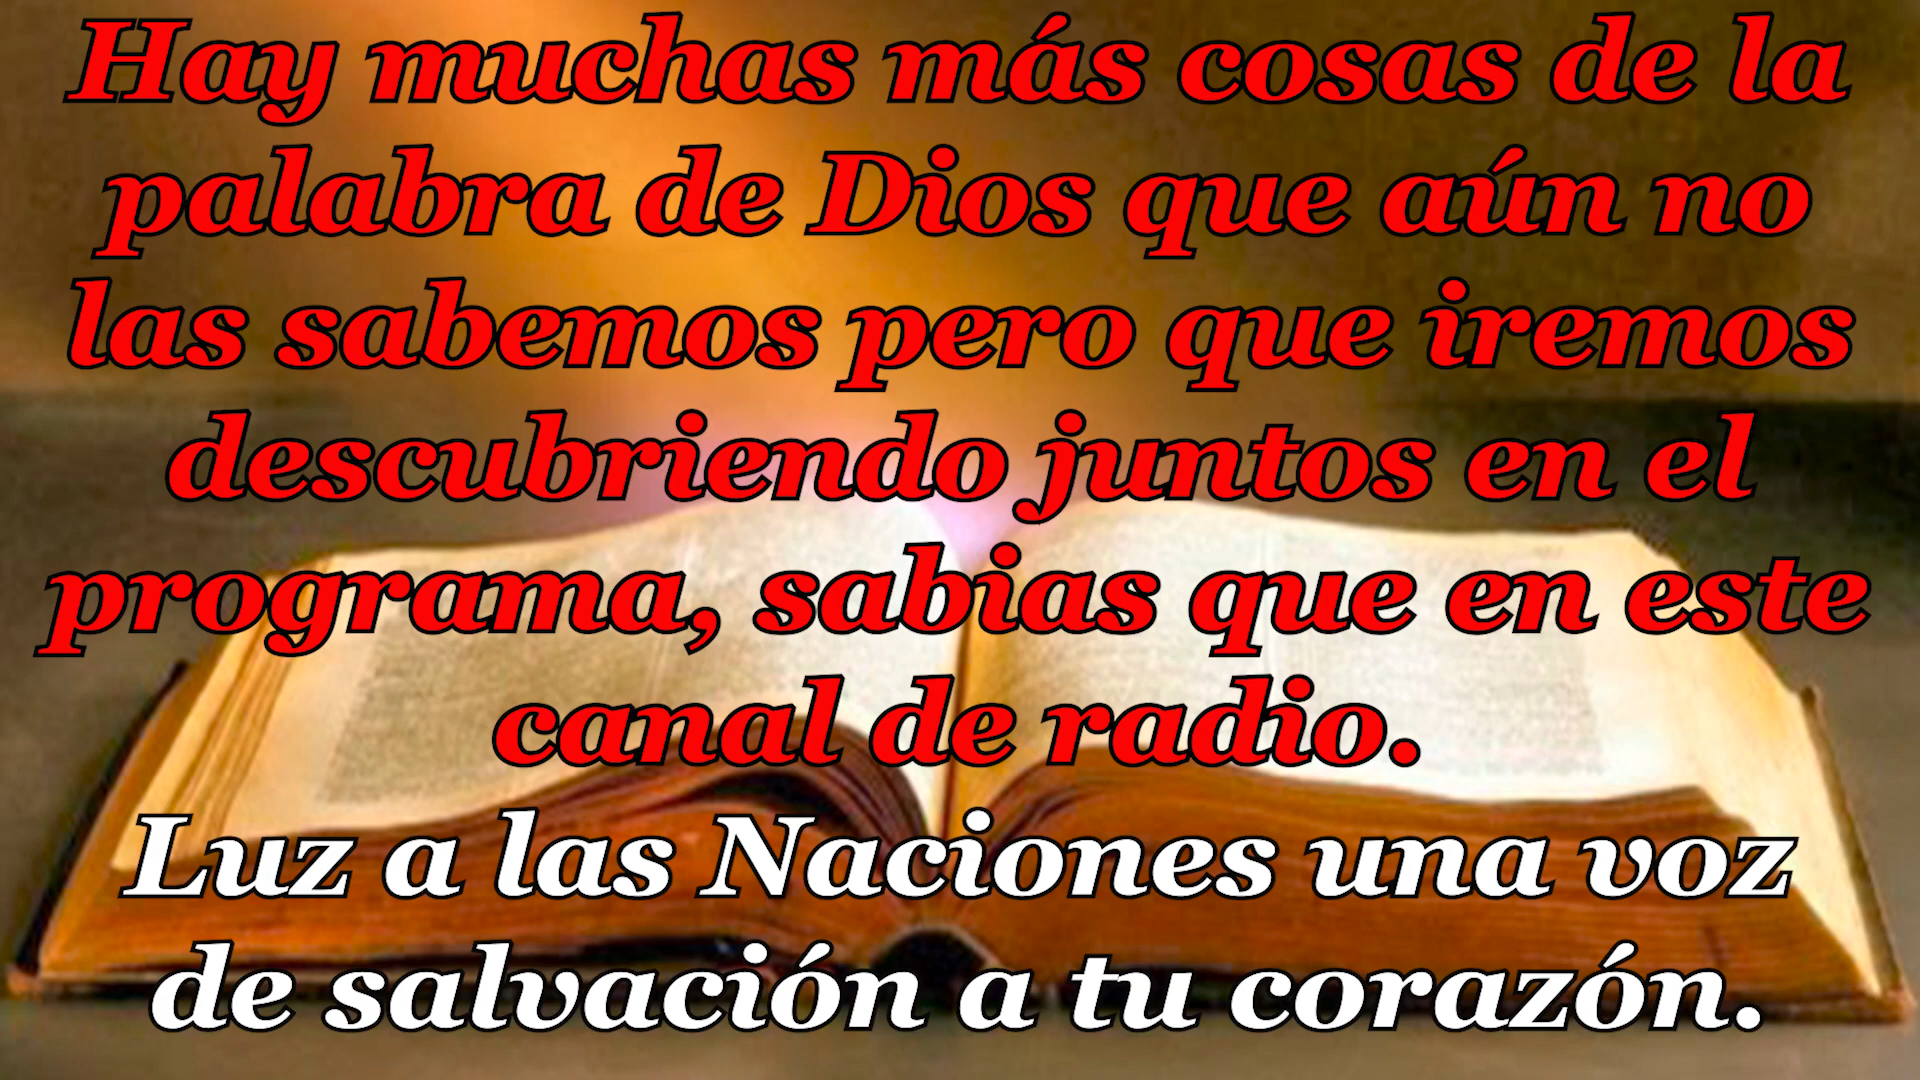 Hay muchas más cosas de la
palabra de Dios que aún no
las sabemos pero que iremos
descubriendo juntos en el
programa, sabias que en este
canal de radio.
Luz a las Naciones una voz
de salvación a tu corazón.